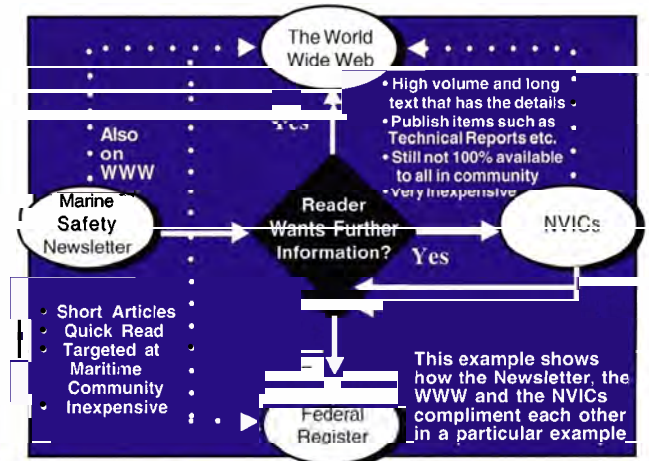 The World
Wide Web
• High volume and long
text that has the details
• Publish items such as
Technical Reports etc.
• Still not 100% available
to all in community
• Very inexpensive
Yes
Also
on
WWW
Marine
Safety
Newsletter
Reader
Wants Further
Information?
Yes
NVICs
• Short Articles
• Quick Read
• Targeted at
Maritime
Community
• Inexpensive
This example shows
how the Newsletter, the
WWW and the NVICs
compliment each other
in a particular example
Federal
Register